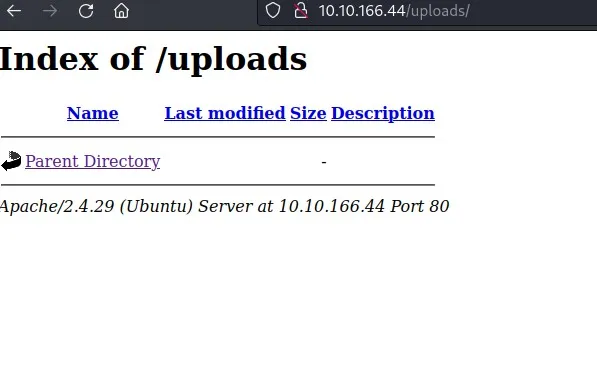 10.10.166.44/uploads/
Index of /uploads
Name Last modified Size Description
Parent Directory -
Apache/2.4.29 (Ubuntu) Server at 10.10.166.44 Port 80